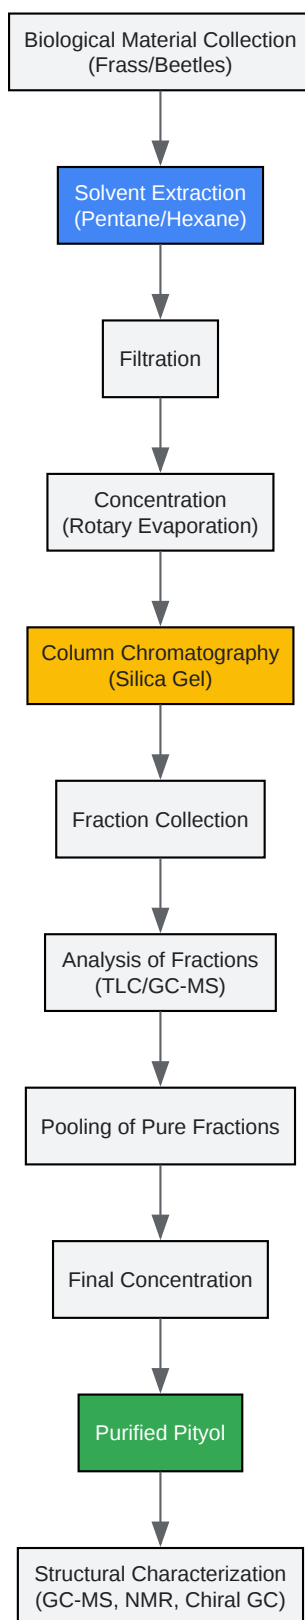 Biological Material Collection
(Frass/Beetles)
Solvent Extraction
(Pentane/Hexane)
Filtration
Concentration
(Rotary Evaporation)
Column Chromatography
(Silica Gel)
Fraction Collection
Analysis of Fractions
(TLC/GC-MS)
Pooling of Pure Fractions
Final Concentration
Purified Pityol
Structural Characterization
(GC-MS, NMR, Chiral GC)